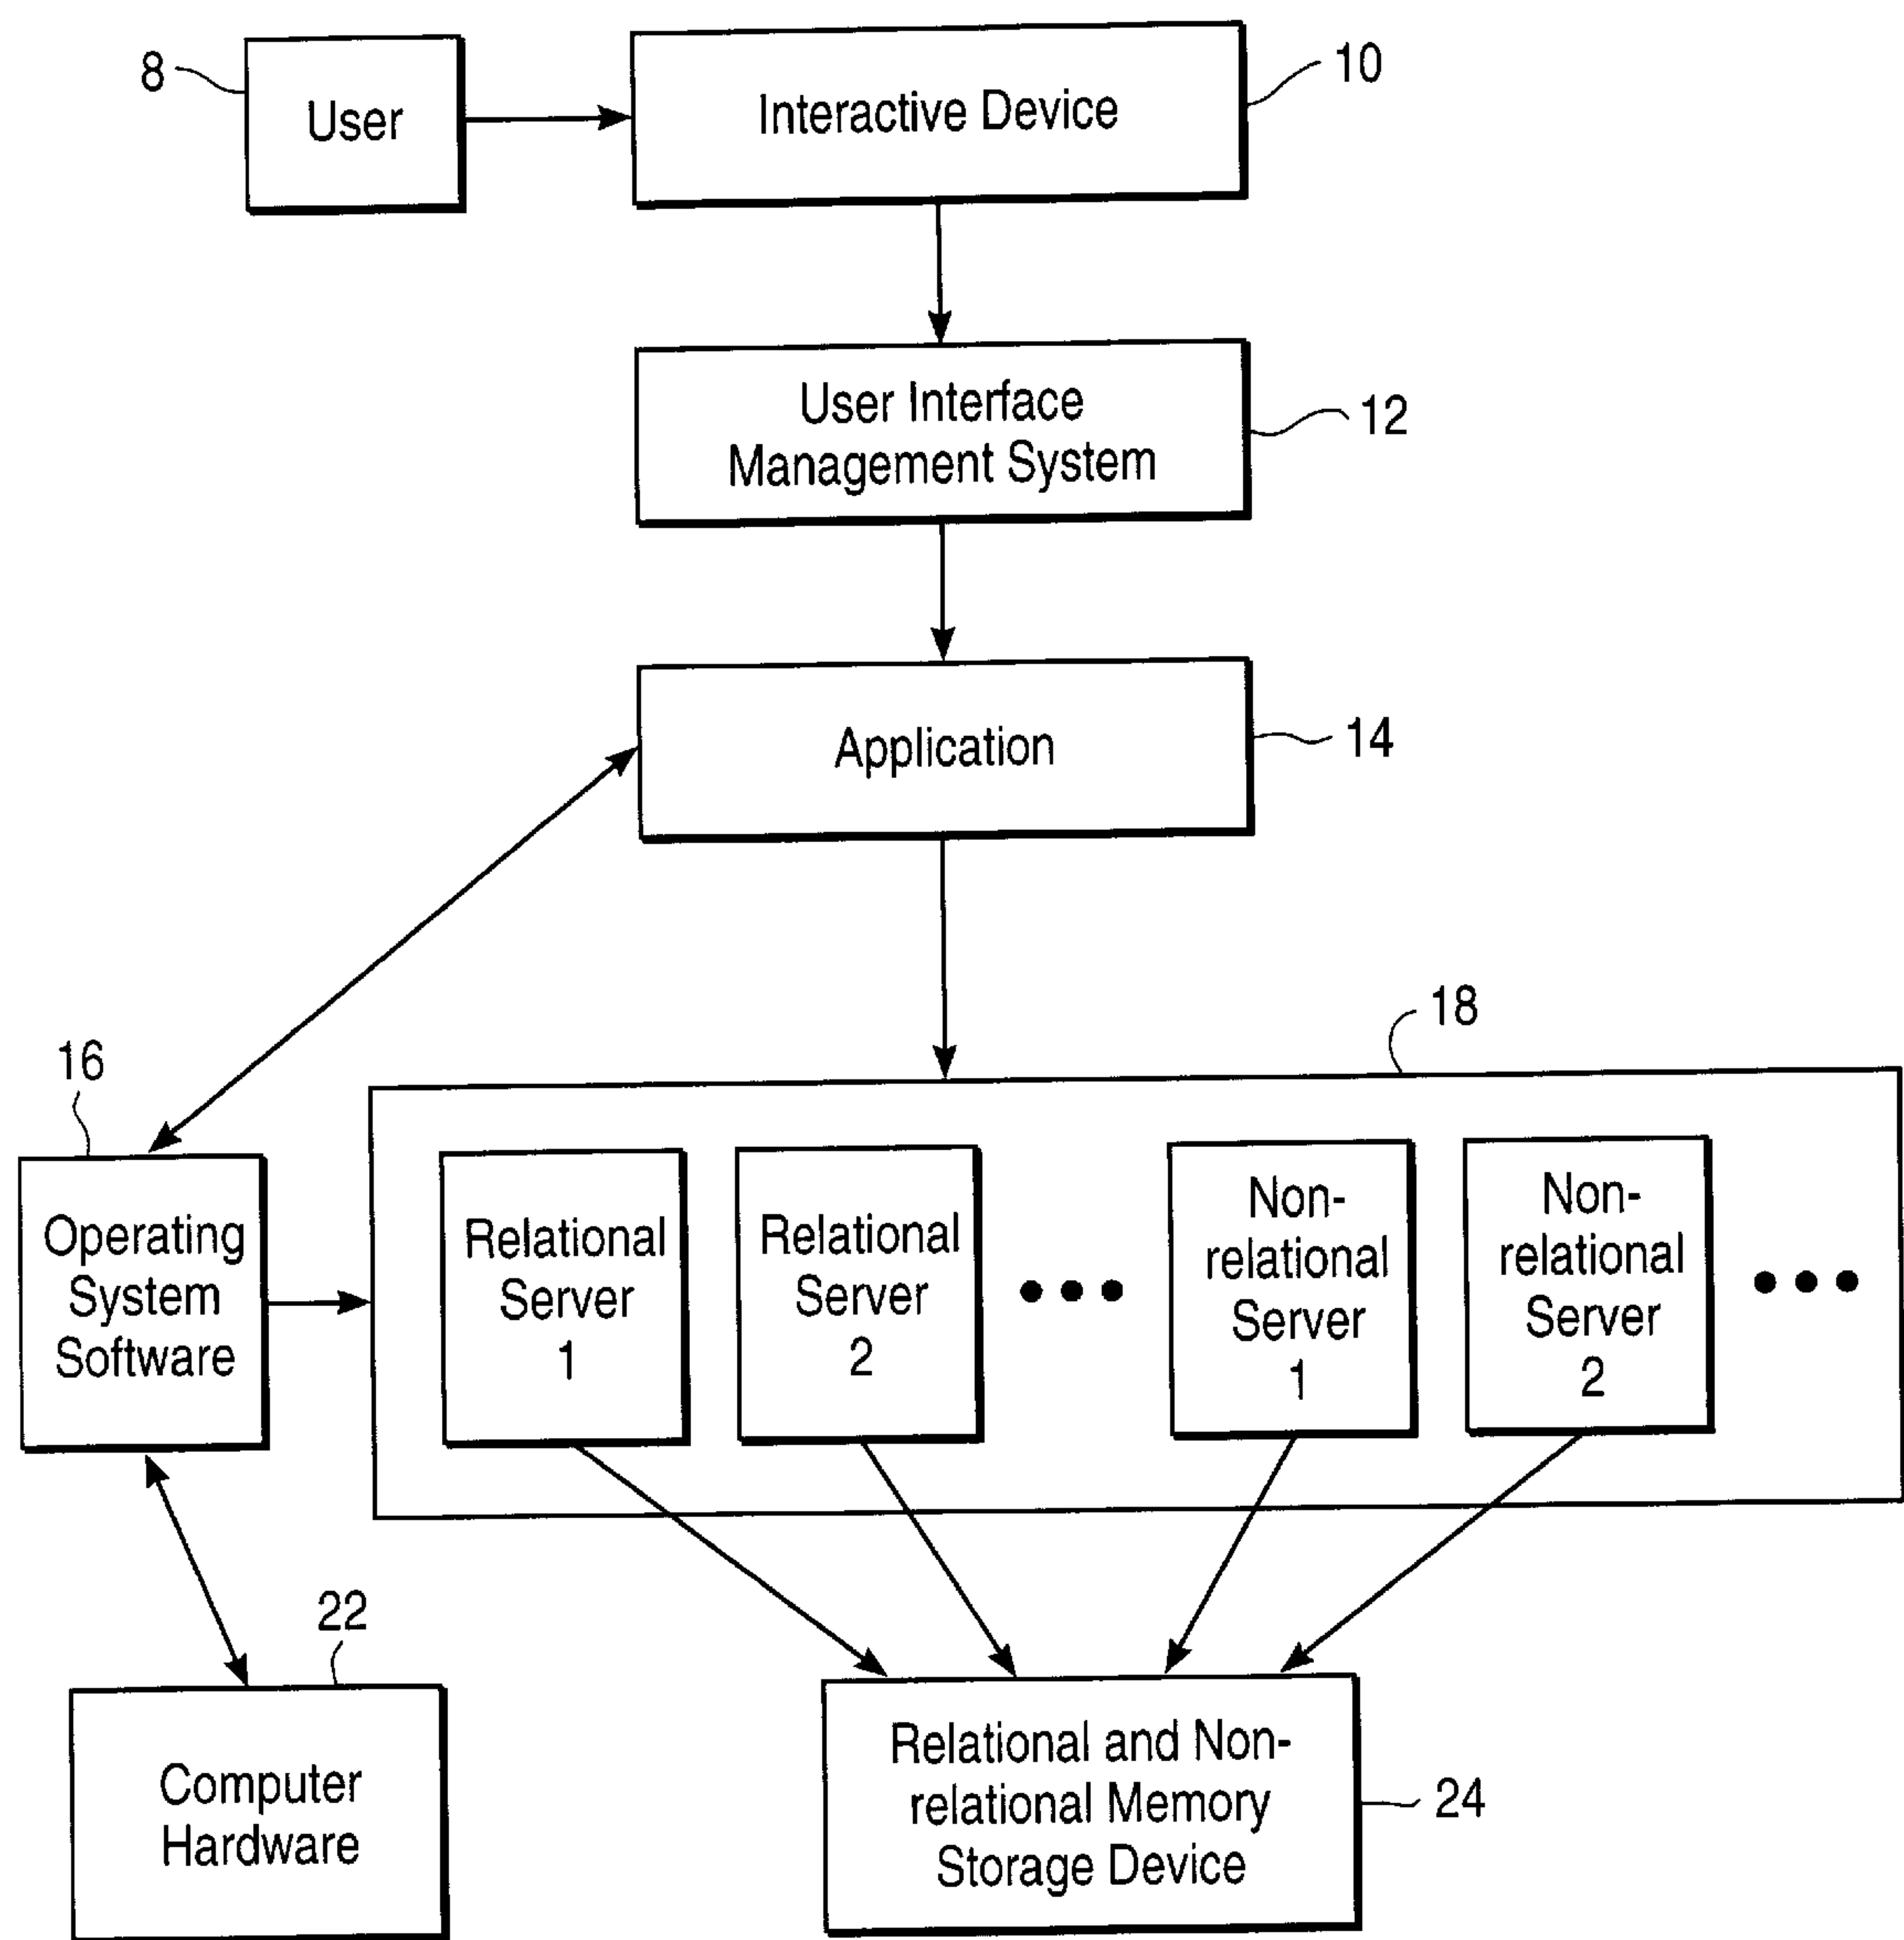 8
User
Interactive Device
10
User Interface
Management System
12
Application
14
16
18
Operating
System
Software
Relational
Server
1
Relational
Server
2
Non-
relational
Server
1
Non-
relational
Server
2
22
Computer
Hardware
Relational and Non-
relational Memory
Storage Device
24